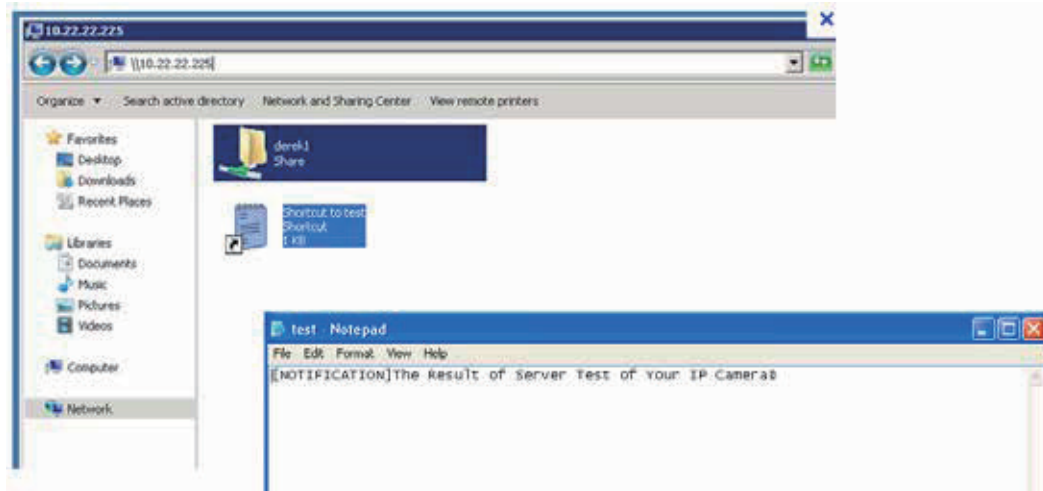 10.22.22.225
\\10.22.22.225
Organize Search active directory Network and Sharing Center View remote printers
Favorites
Desktop
Downloads
Recent Places
Libraries
Documents
Music
Pictures
Videos
Computer
Network
derek1
Share
Shortcut to test
Shortcut
1 KB
test - Notepad
File Edit Format View Help
[NOTIFICATION]The Result of Server Test of Your IP Camera